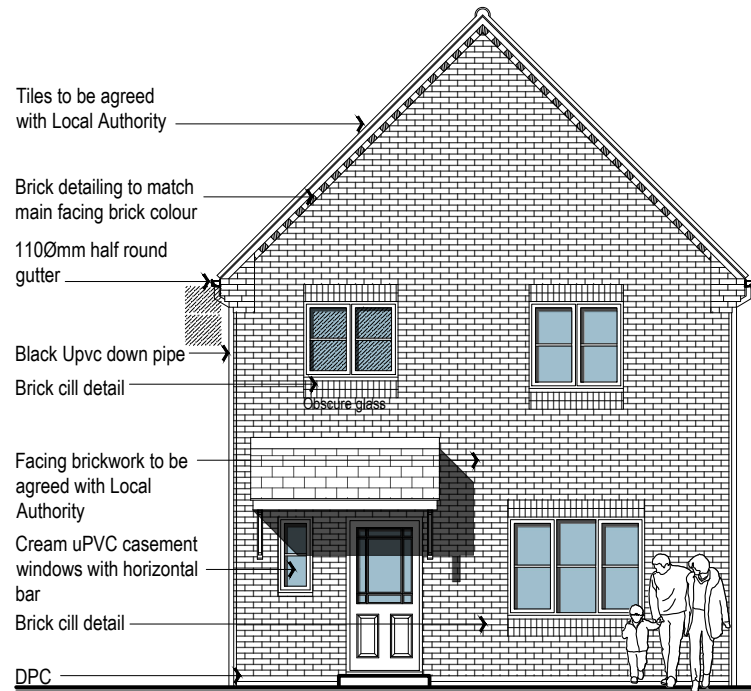 Tiles to be agreed
with Local Authority
Brick detailing to match
main facing brick colour
110Ømm half round
gutter
Black Upvc down pipe
Brick cill detail
Obscure glass
Facing brickwork to be
agreed with Local
Authority
Cream uPVC casement
windows with horizontal
bar
Brick cill detail
DPC